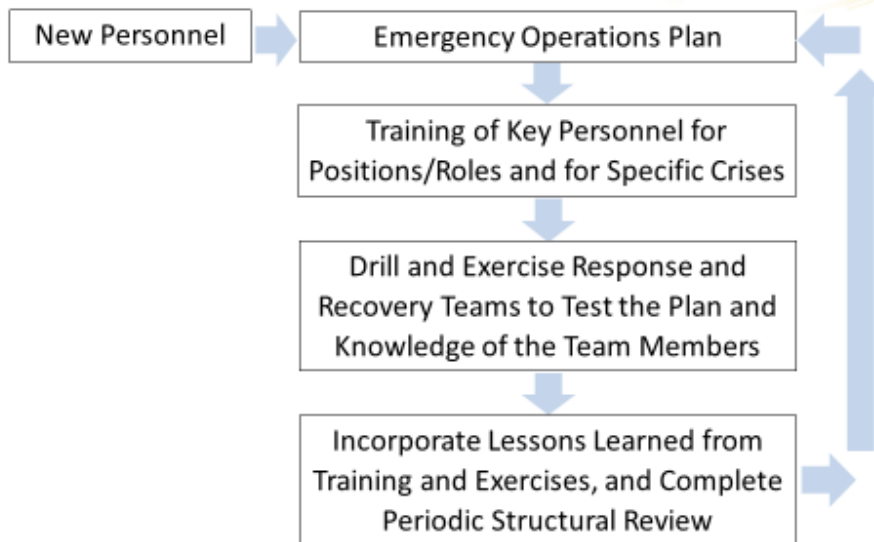 New Personnel
Emergency Operations Plan
Training of Key Personnel for
Positions/Roles and for Specific Crises
Drill and Exercise Response and
Recovery Teams to Test the Plan and
Knowledge of the Team Members
Incorporate Lessons Learned from
Training and Exercises, and Complete
Periodic Structural Review